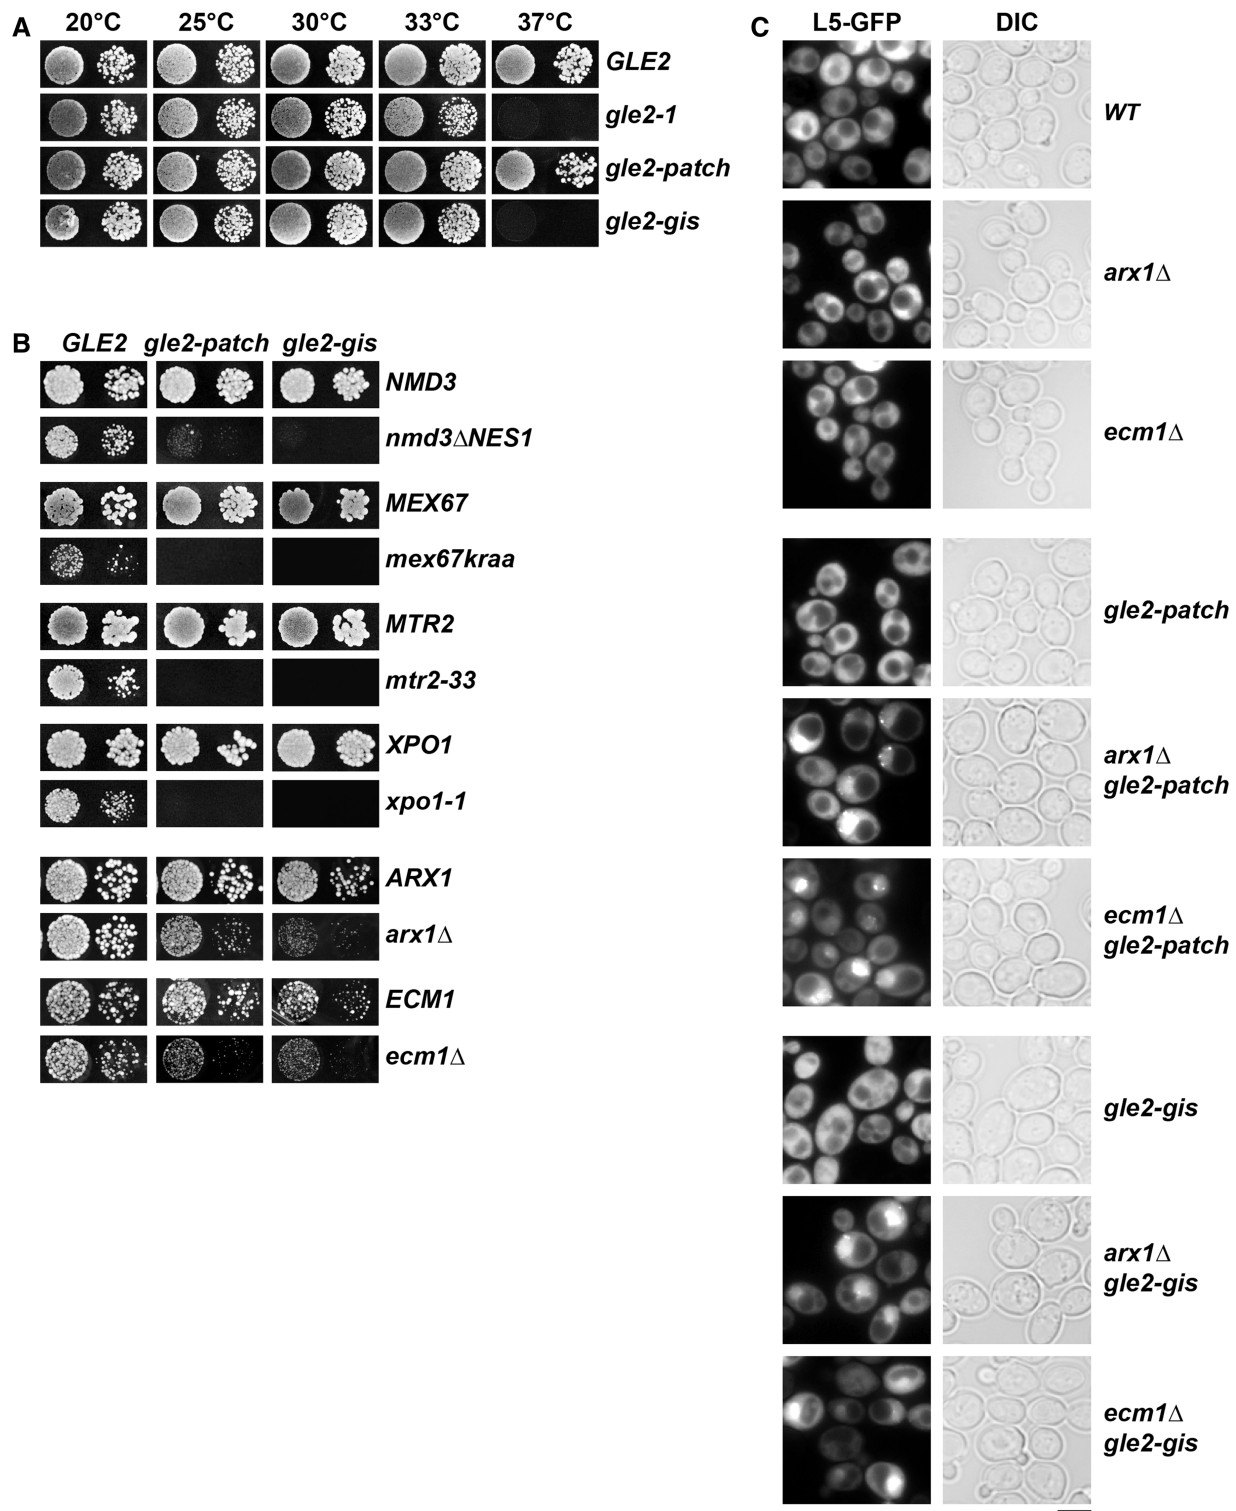 A
20°C 25°C 30°C 33°C 37°C
GLE2
gle2-1
gle2-patch
gle2-gis
B
GLE2 gle2-patch gle2-gis
NMD3
nmd3ΔNES1
MEX67
mex67kraa
MTR2
mtr2-33
XPO1
xpo1-1
ARX1
arx1Δ
ECM1
ecm1Δ
C
L5-GFP DIC
WT
arx1Δ
ecm1Δ
gle2-patch
arx1Δ
gle2-patch
ecm1Δ
gle2-patch
gle2-gis
arx1Δ
gle2-gis
ecm1Δ
gle2-gis